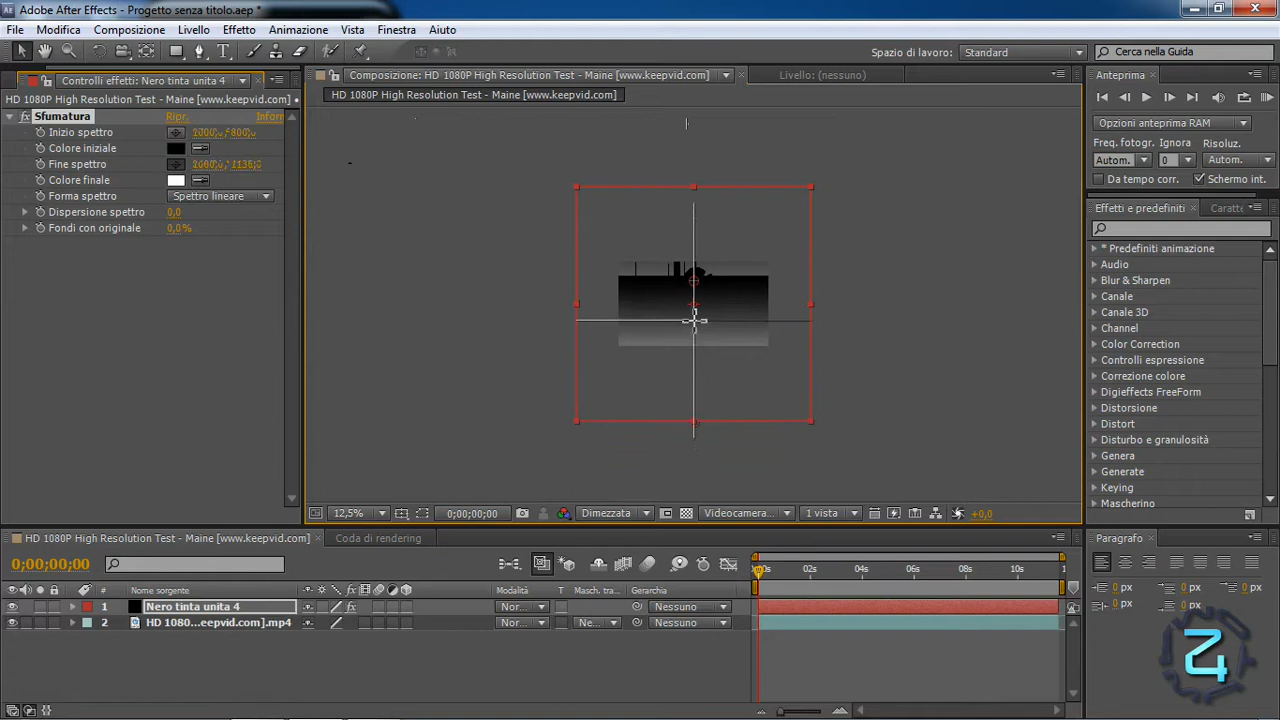 Adobe After Effects - Progetto senza titolo.aep *
File Modifica Composizione Livello Effetto Animazione Vista Finestra Aiuto
Spazio di lavoro: Standard Cerca nella Guida
Controlli effetti: Nero tinta unita 4
HD 1080P High Resolution Test - Maine [www.keepvid.com] •
Sfumatura Ripr. Inform
Inizio spettro
Colore iniziale
Fine spettro
Colore finale
Forma spettro Spettro lineare
Dispersione spettro 0,0
Fondi con originale 0,0%
Composizione: HD 1080P High Resolution Test - Maine [www.keepvid.com] Livello: (nessuno)
HD 1080P High Resolution Test - Maine [www.keepvid.com]
12,5% 0;00;00;00 Dimezzata Videocamera... 1 vista +0,0
Anteprima
Opzioni anteprima RAM
Freq. fotogr. Ignora Risoluz.
Autom. 0 Autom.
Da tempo corr. Schermo int.
Effetti e predefiniti Caratte
* Predefiniti animazione
Audio
Blur & Sharpen
Canale
Canale 3D
Channel
Color Correction
Controlli espressione
Correzione colore
Digieffects FreeForm
Distorsione
Distort
Disturbo e granulosità
Genera
Generate
Keying
Mascherino
HD 1080P High Resolution Test - Maine [www.keepvid.com] Coda di rendering
0;00;00;00
02s 04s 06s 08s 10s
# Nome sorgente Modalità T Masch. tra... Gerarchia
1 Nero tinta unita 4 Nor... Nessuno
2 HD 1080...eepvid.com].mp4 Nor... Ne... Nessuno
Paragrafo
0 px 0 px 0 px
0 px 0 px
Z4